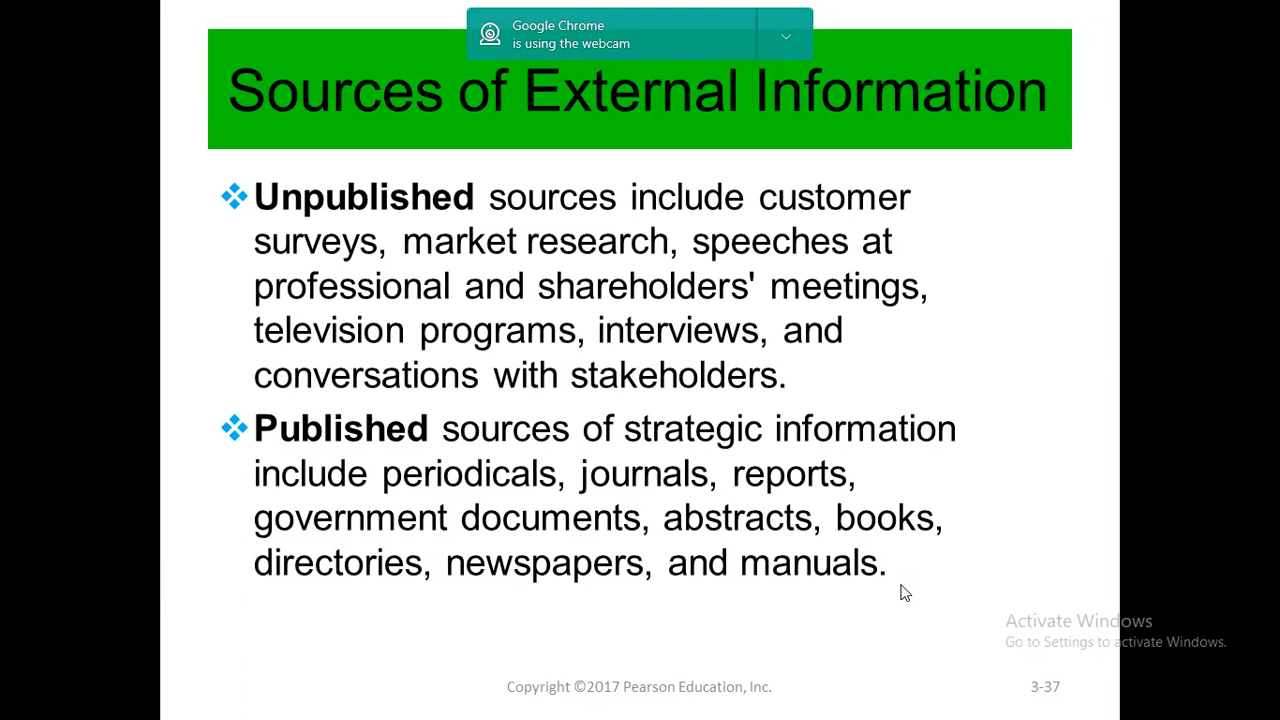 Google Chrome
is using the webcam
Sources of External Information
Unpublished sources include customer
surveys, market research, speeches at
professional and shareholders' meetings,
television programs, interviews, and
conversations with stakeholders.
Published sources of strategic information
include periodicals, journals, reports,
government documents, abstracts, books,
directories, newspapers, and manuals.
Activate Windows
Go to Settings to activate Windows.
Copyright ©2017 Pearson Education, Inc.
3-37